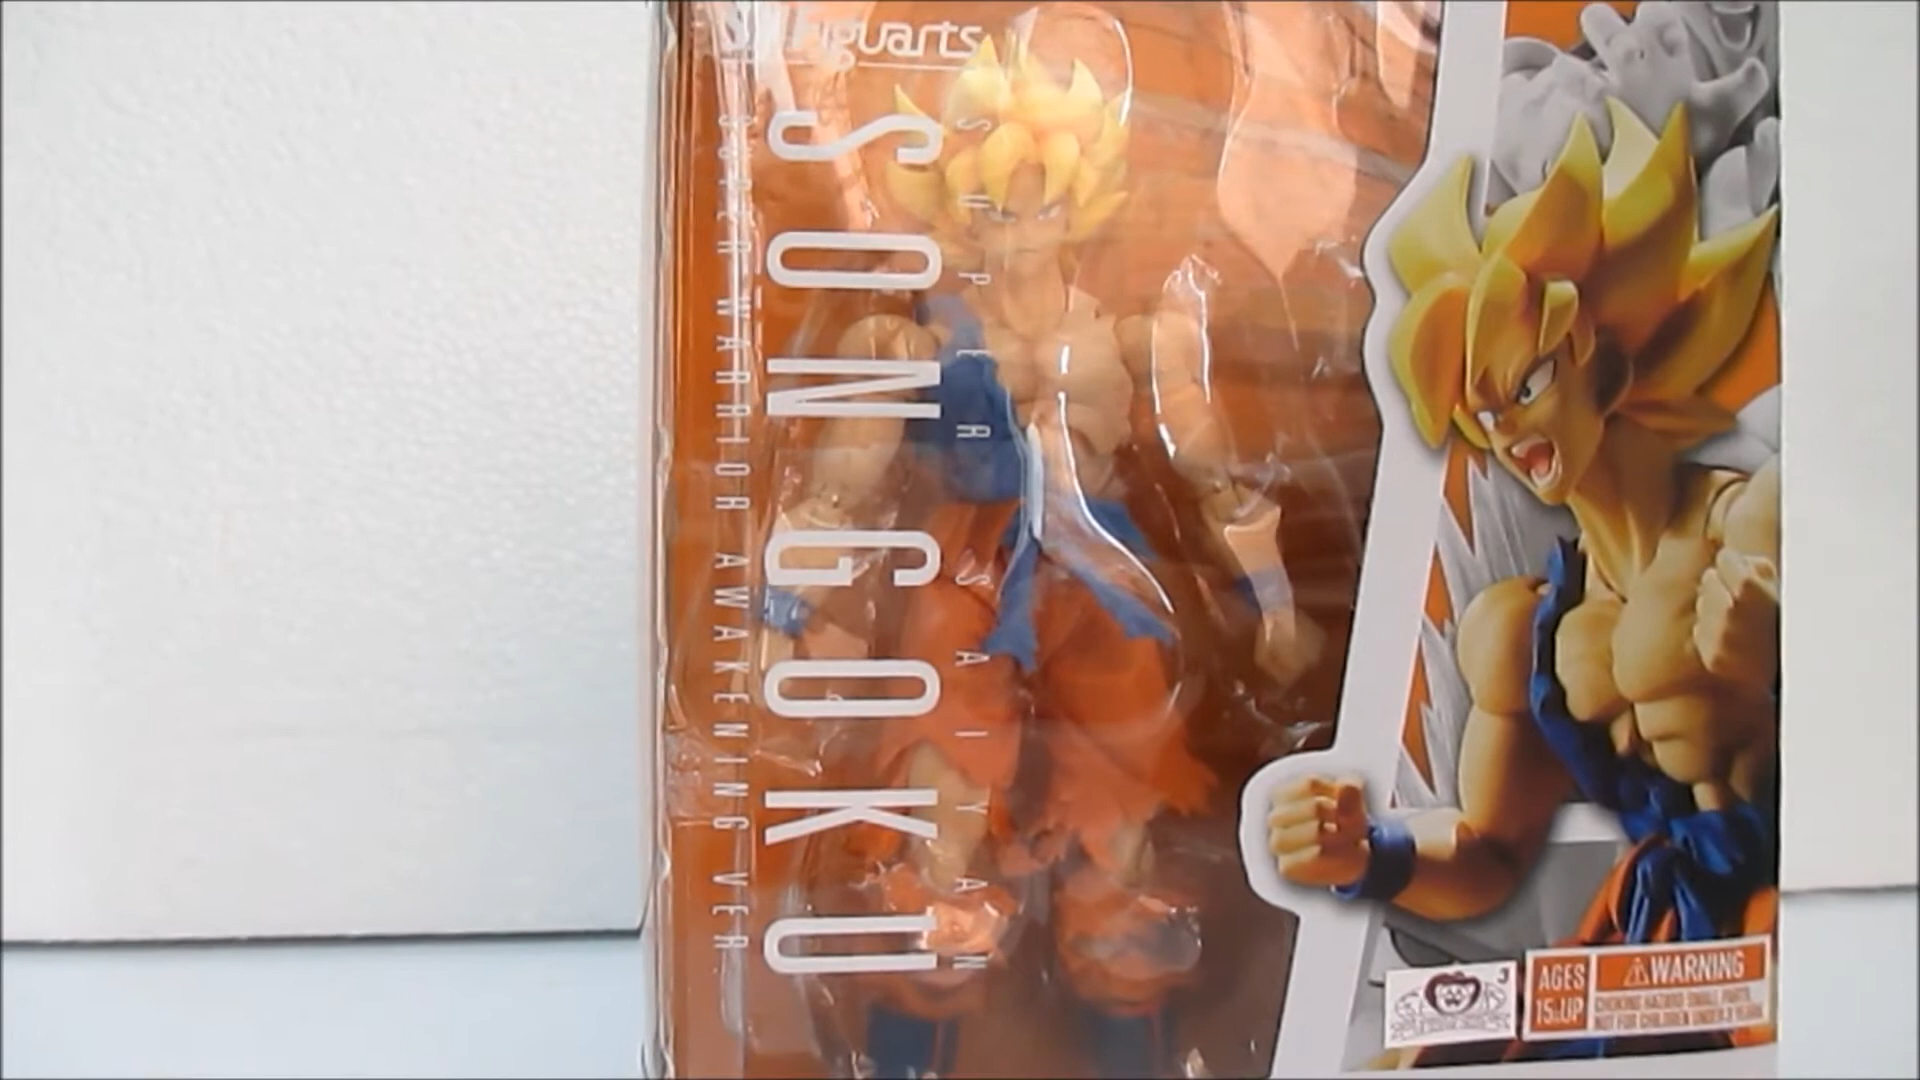 S.H.Figuarts
SUPER SAIYAN
SON GOKU
SUPER WARRIOR AWAKENING VER.
AGES
15 & UP
WARNING
CHOKING HAZARD-SMALL PARTS.
NOT FOR CHILDREN UNDER 3 YEARS.